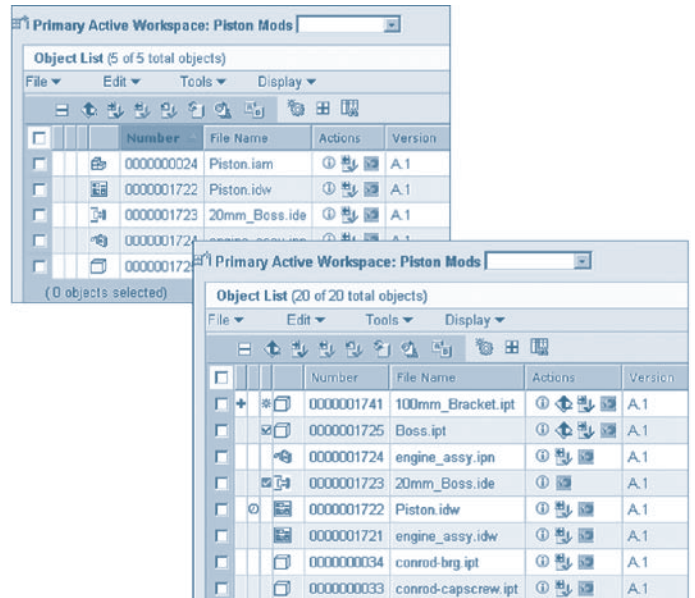 Primary Active Workspace: Piston Mods
Object List (5 of 5 total objects)
File Edit Tools Display
Number File Name Actions Version
0000000024 Piston.iam A.1
0000001722 Piston.idw A.1
0000001723 20mm_Boss.ide A.1
0000001724 engine_assy.ipn A.1
(0 objects selected)
Primary Active Workspace: Piston Mods
Object List (20 of 20 total objects)
File Edit Tools Display
Number File Name Actions Version
0000001741 100mm_Bracket.ipt A.1
0000001725 Boss.ipt A.1
0000001724 engine_assy.ipn A.1
0000001723 20mm_Boss.ide A.1
0000001722 Piston.idw A.1
0000001721 engine_assy.idw A.1
0000000034 conrod-brg.ipt A.1
0000000033 conrod-capscrew.ipt A.1